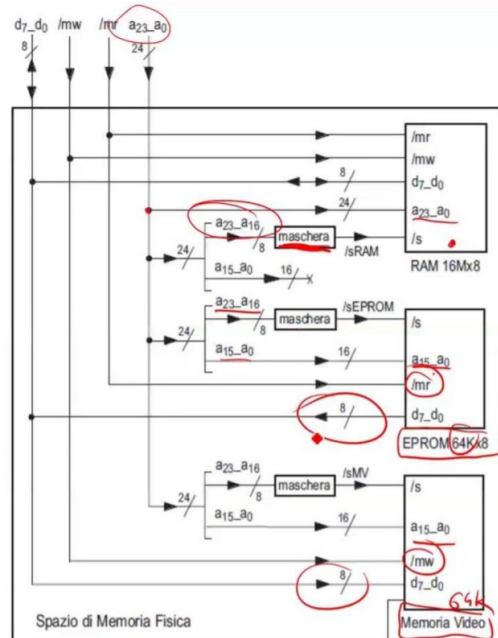 d7_d0 /mw /mr a23_a0
8
24
/mr
/mw
8
d7_d0
24
a23_a0
a23_a16
8
maschera
/sRAM
/s
24
a15_a0
16
x
RAM 16Mx8
a23_a16
8
maschera
/sEPROM
/s
24
a15_a0
16
a15_a0
/mr
8
d7_d0
EPROM 64Kx8
a23_a16
8
maschera
/sMV
/s
24
a15_a0
16
a15_a0
/mw
8
d7_d0
64K
Spazio di Memoria Fisica
Memoria Video